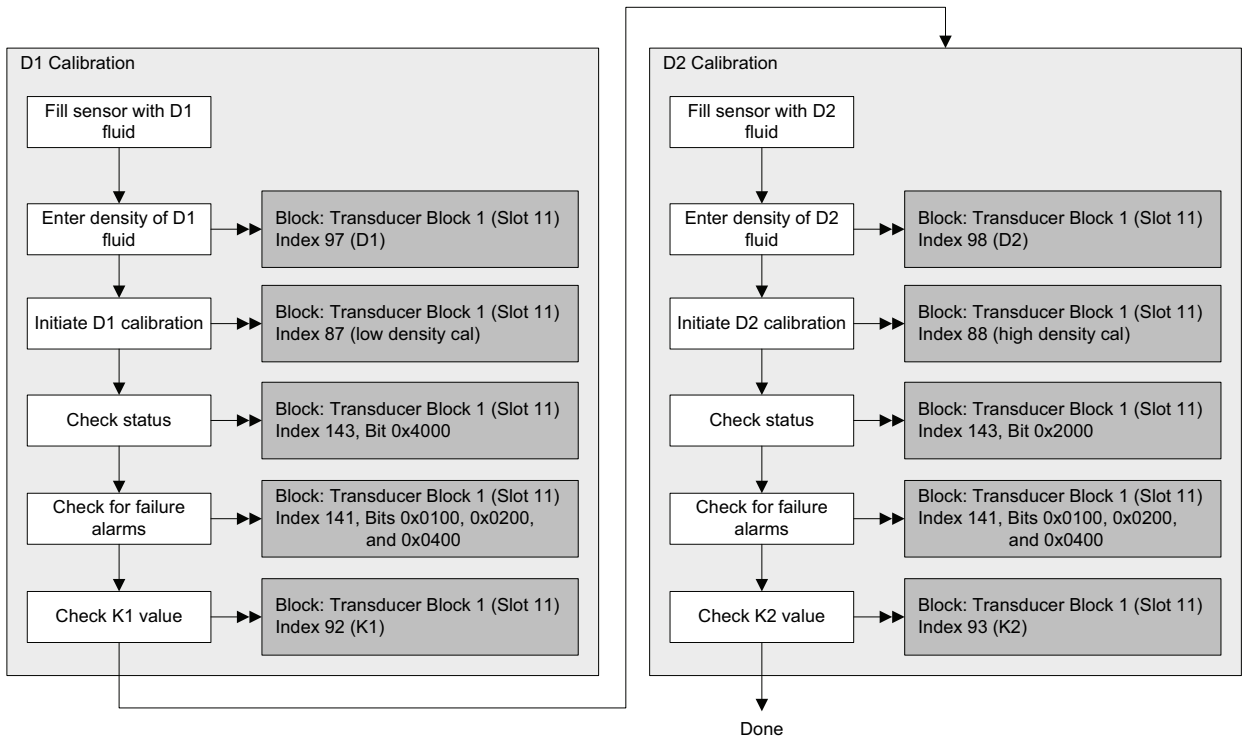 D1 Calibration
Fill sensor with D1
fluid
Enter density of D1
fluid
Block: Transducer Block 1 (Slot 11)
Index 97 (D1)
Initiate D1 calibration
Block: Transducer Block 1 (Slot 11)
Index 87 (low density cal)
Check status
Block: Transducer Block 1 (Slot 11)
Index 143, Bit 0x4000
Check for failure
alarms
Block: Transducer Block 1 (Slot 11)
Index 141, Bits 0x0100, 0x0200,
and 0x0400
Check K1 value
Block: Transducer Block 1 (Slot 11)
Index 92 (K1)
D2 Calibration
Fill sensor with D2
fluid
Enter density of D2
fluid
Block: Transducer Block 1 (Slot 11)
Index 98 (D2)
Initiate D2 calibration
Block: Transducer Block 1 (Slot 11)
Index 88 (high density cal)
Check status
Block: Transducer Block 1 (Slot 11)
Index 143, Bit 0x2000
Check for failure
alarms
Block: Transducer Block 1 (Slot 11)
Index 141, Bits 0x0100, 0x0200,
and 0x0400
Check K2 value
Block: Transducer Block 1 (Slot 11)
Index 93 (K2)
Done